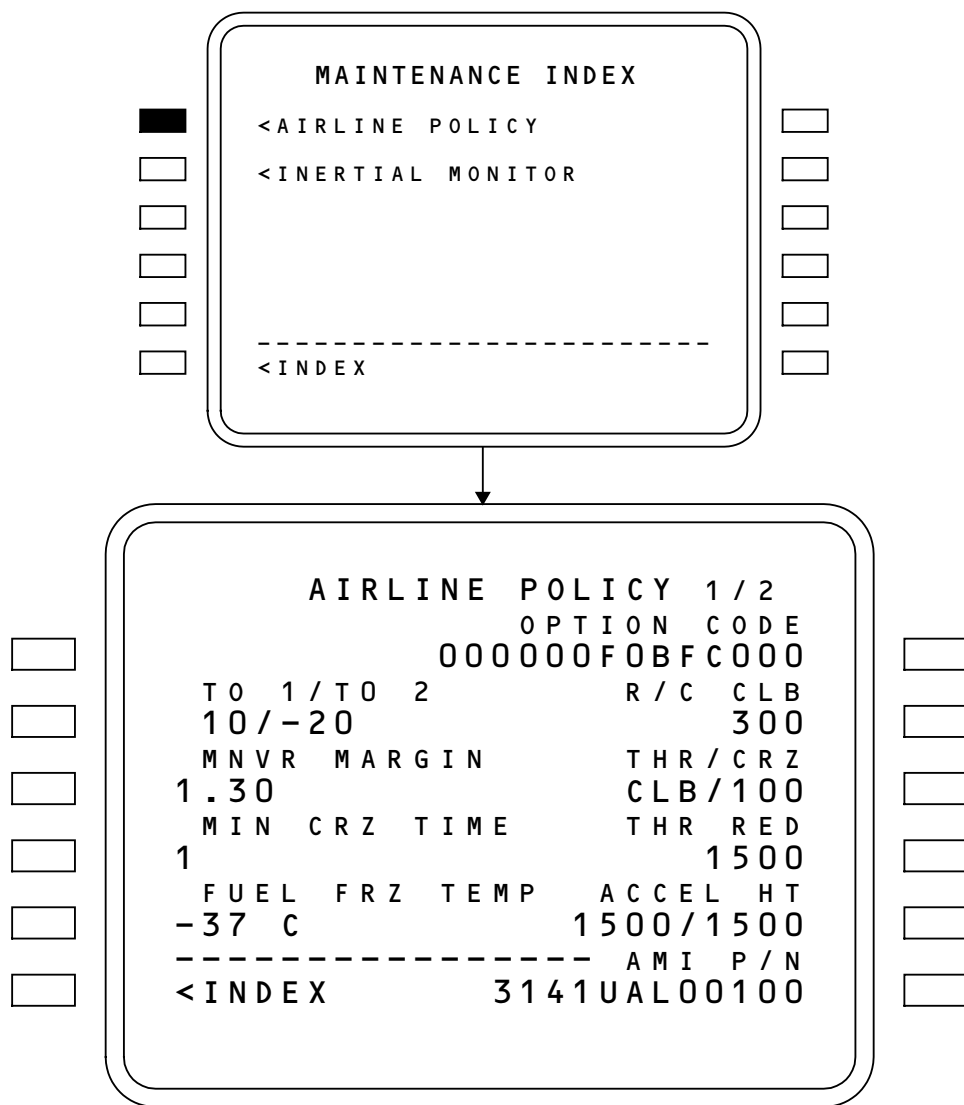 MAINTENANCE INDEX
<AIRLINE POLICY
<INERTIAL MONITOR
-------------------------
<INDEX
AIRLINE POLICY 1/2
OPTION CODE
000000F0BFC000
TO 1/TO 2 R/C CLB
10/-20 300
MNVR MARGIN THR/CRZ
1.30 CLB/100
MIN CRZ TIME THR RED
1 1500
FUEL FRZ TEMP ACCEL HT
-37 C 1500/1500
---------------- AMI P/N
<INDEX 3141UAL00100